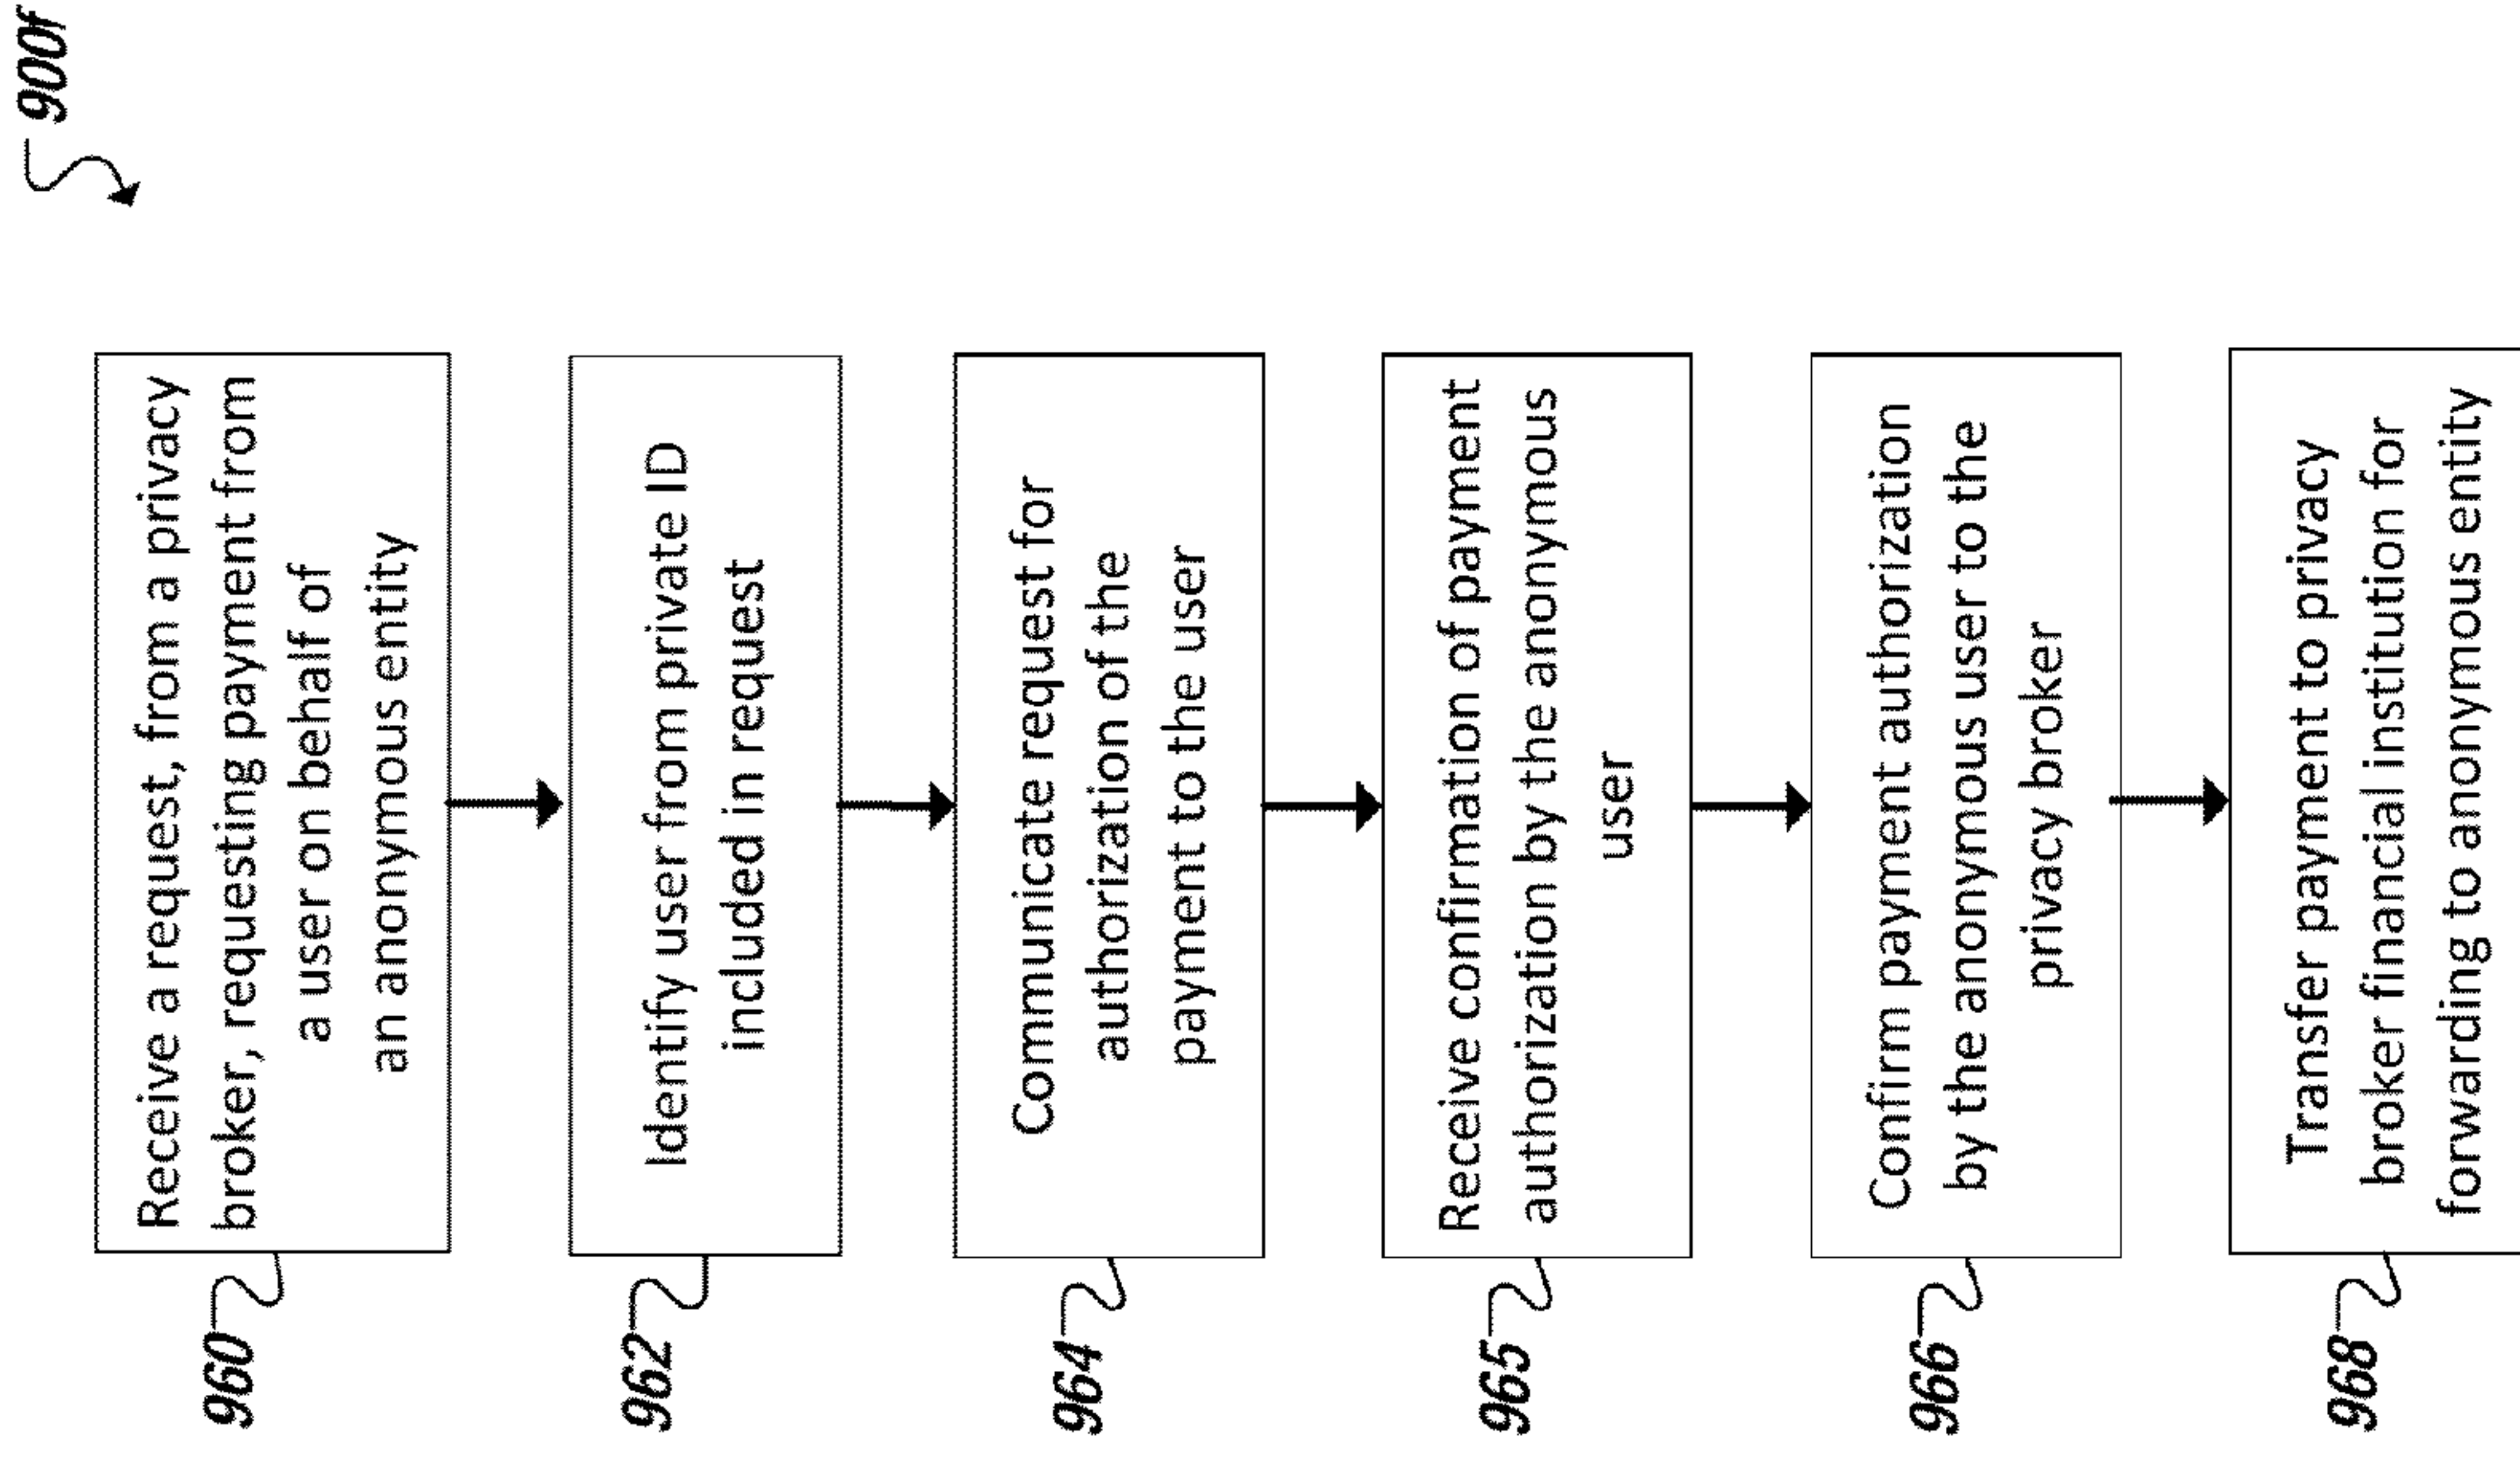 900f
960
Receive a request, from a privacy
broker, requesting payment from
a user on behalf of
an anonymous entity
962
Identify user from private ID
included in request
964
Communicate request for
authorization of the
payment to the user
965
Receive confirmation of payment
authorization by the anonymous
user
966
Confirm payment authorization
by the anonymous user to the
privacy broker
968
Transfer payment to privacy
broker financial institution for
forwarding to anonymous entity